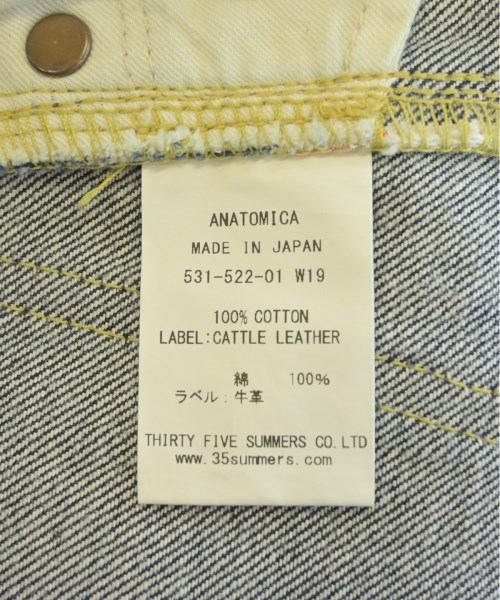 ANATOMICA
MADE IN JAPAN
531-522-01 W19
100% COTTON
LABEL:CATTLE LEATHER
綿 100%
ラベル:牛革
THIRTY FIVE SUMMERS CO.LTD
www.35summers.com